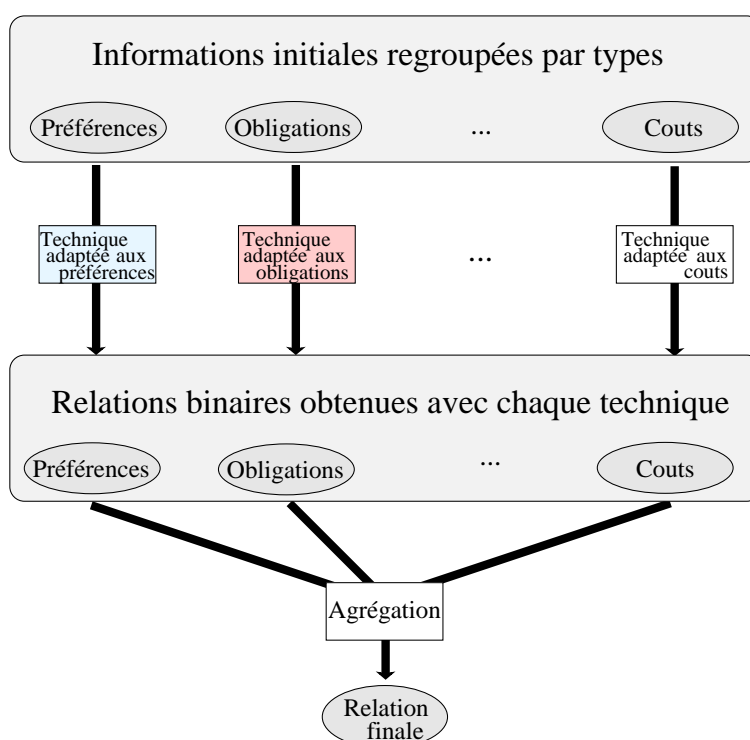 Informations initiales regroupées par types
Préférences
Obligations
...
Couts
Technique
adaptée aux
préférences
Technique
adaptée aux
obligations
...
Technique
adaptée aux
couts
Relations binaires obtenues avec chaque technique
Préférences
Obligations
...
Couts
Agrégation
Relation
finale